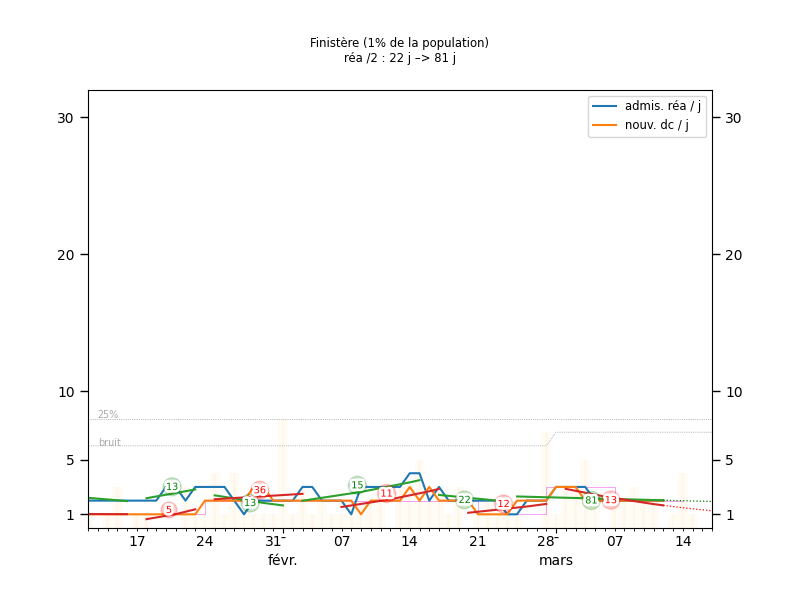 Finistère (1% de la population)
réa /2 : 22 j –> 81 j
admis. réa / j
nouv. dc / j
30 30
20 20
10 10
25%
bruit
5 5
13 36 13 5 15 11 22 12 81 13
1 1
17 24 31- 07 14 21 28- 07 14
févr. mars